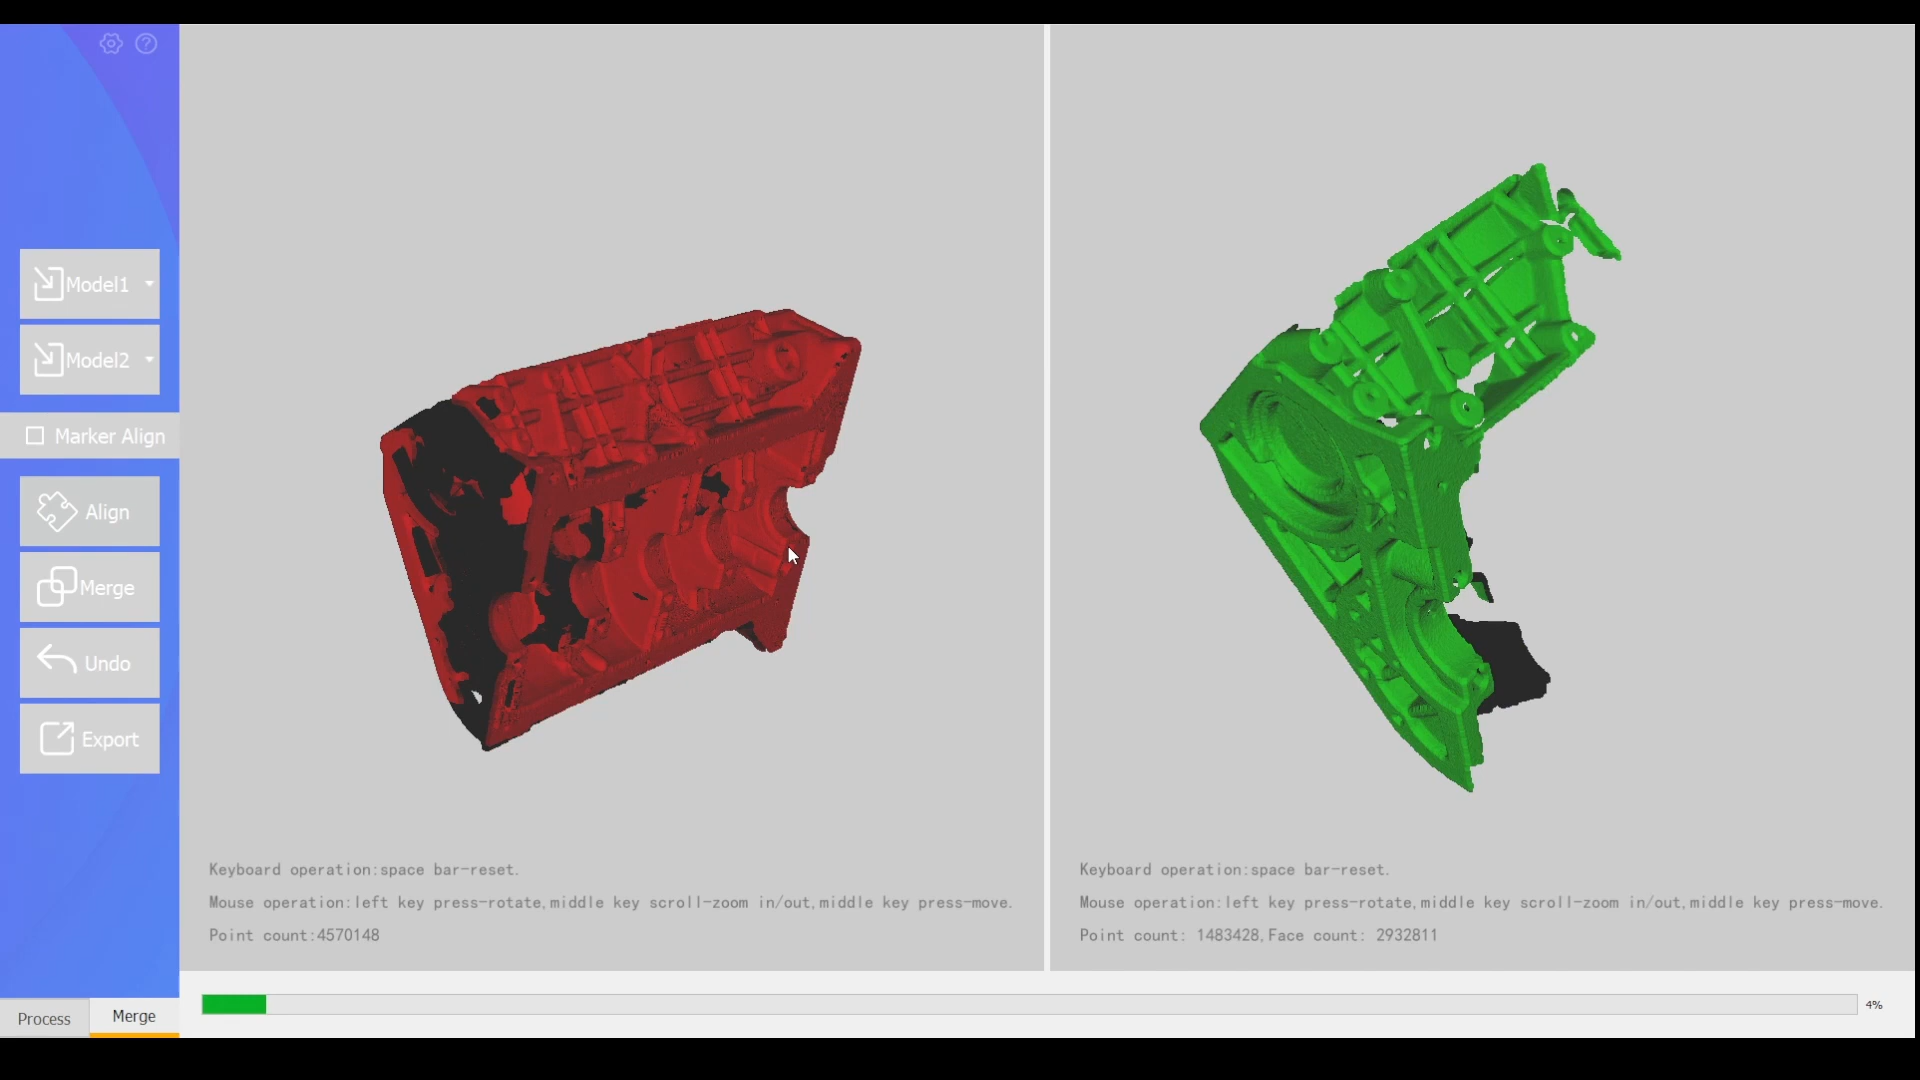 Model1
Model2
Marker Align
Align
Merge
Undo
Export
Process
Merge
Keyboard operation:space bar-reset.
Mouse operation:left key press-rotate,middle key scroll-zoom in/out,middle key press-move.
Point count:4570148
Keyboard operation:space bar-reset.
Mouse operation:left key press-rotate,middle key scroll-zoom in/out,middle key press-move.
Point count: 1483428,Face count: 2932811
4%